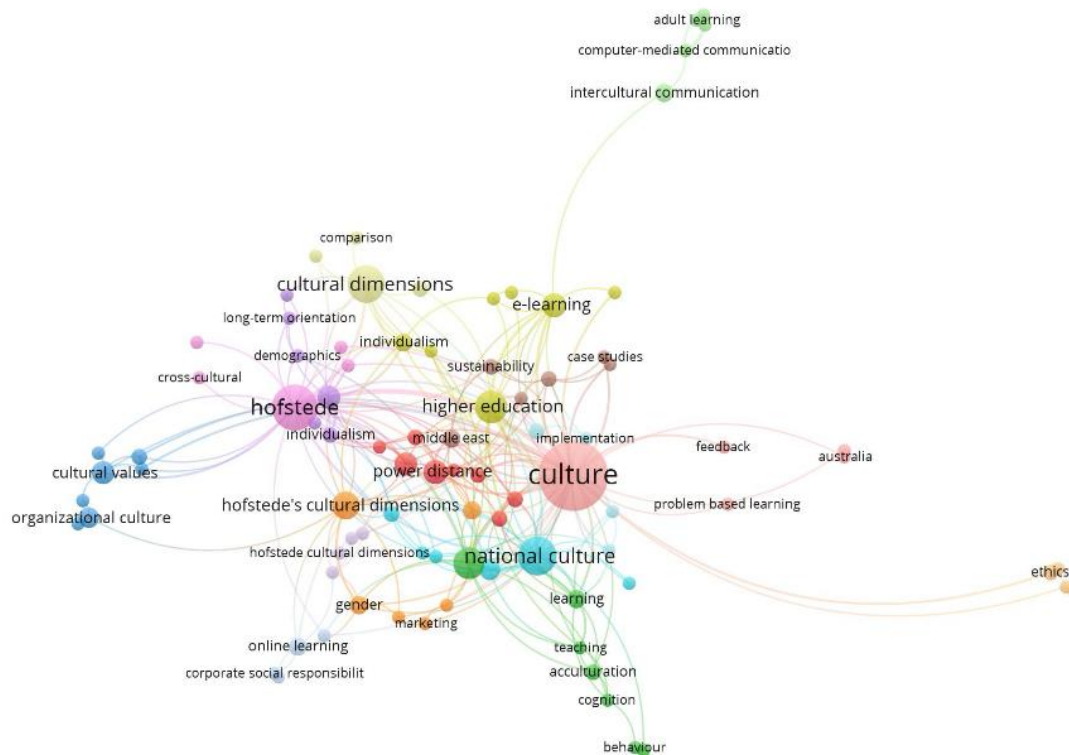 adult learning
computer-mediated communicatio
intercultural communication
comparison
cultural dimensions
e-learning
long-term orientation
individualism
demographics
sustainability
case studies
cross-cultural
hofstede
higher education
individualism
middle east
implementation
feedback
australia
cultural values
power distance
culture
problem based learning
organizational culture
hofstede's cultural dimensions
hofstede cultural dimensions
national culture
ethics
gender
learning
marketing
online learning
teaching
corporate social responsibilit
acculturation
cognition
behaviour